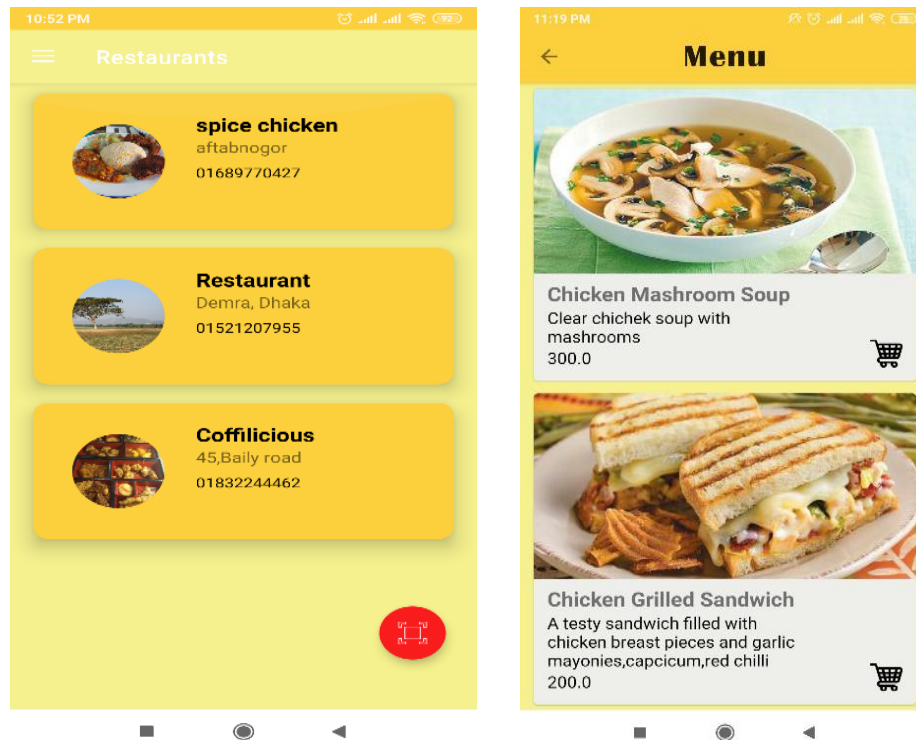 10:52 PM
92
Restaurants
spice chicken
aftabnogor
01689770427
Restaurant
Demra, Dhaka
01521207955
Coffilicious
45,Baily road
01832244462
11:19 PM
Menu
Chicken Mashroom Soup
Clear chichek soup with
mashrooms
300.0
Chicken Grilled Sandwich
A testy sandwich filled with
chicken breast pieces and garlic
mayonies,capcicum,red chilli
200.0